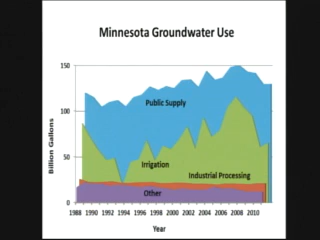 Minnesota Groundwater Use
150
Public Supply
100
Billion Gallons
Irrigation
50
Industrial Processing
Other
0
1988 1990 1992 1994 1996 1998 2000 2002 2004 2006 2008 2010
Year